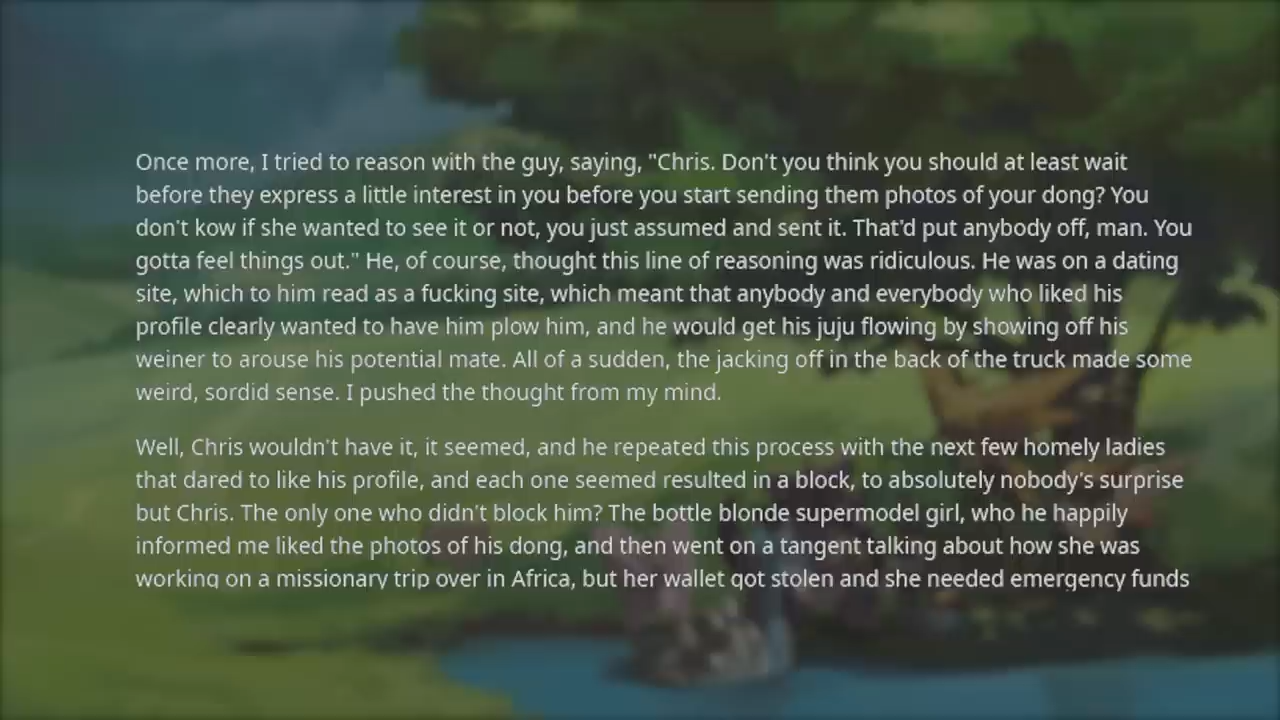 Once more, I tried to reason with the guy, saying, "Chris. Don't you think you should at least wait
before they express a little interest in you before you start sending them photos of your dong? You
don't kow if she wanted to see it or not, you just assumed and sent it. That'd put anybody off, man. You
gotta feel things out." He, of course, thought this line of reasoning was ridiculous. He was on a dating
site, which to him read as a fucking site, which meant that anybody and everybody who liked his
profile clearly wanted to have him plow him, and he would get his juju flowing by showing off his
weiner to arouse his potential mate. All of a sudden, the jacking off in the back of the truck made some
weird, sordid sense. I pushed the thought from my mind.
Well, Chris wouldn't have it, it seemed, and he repeated this process with the next few homely ladies
that dared to like his profile, and each one seemed resulted in a block, to absolutely nobody's surprise
but Chris. The only one who didn't block him? The bottle blonde supermodel girl, who he happily
informed me liked the photos of his dong, and then went on a tangent talking about how she was
working on a missionary trip over in Africa, but her wallet got stolen and she needed emergency funds